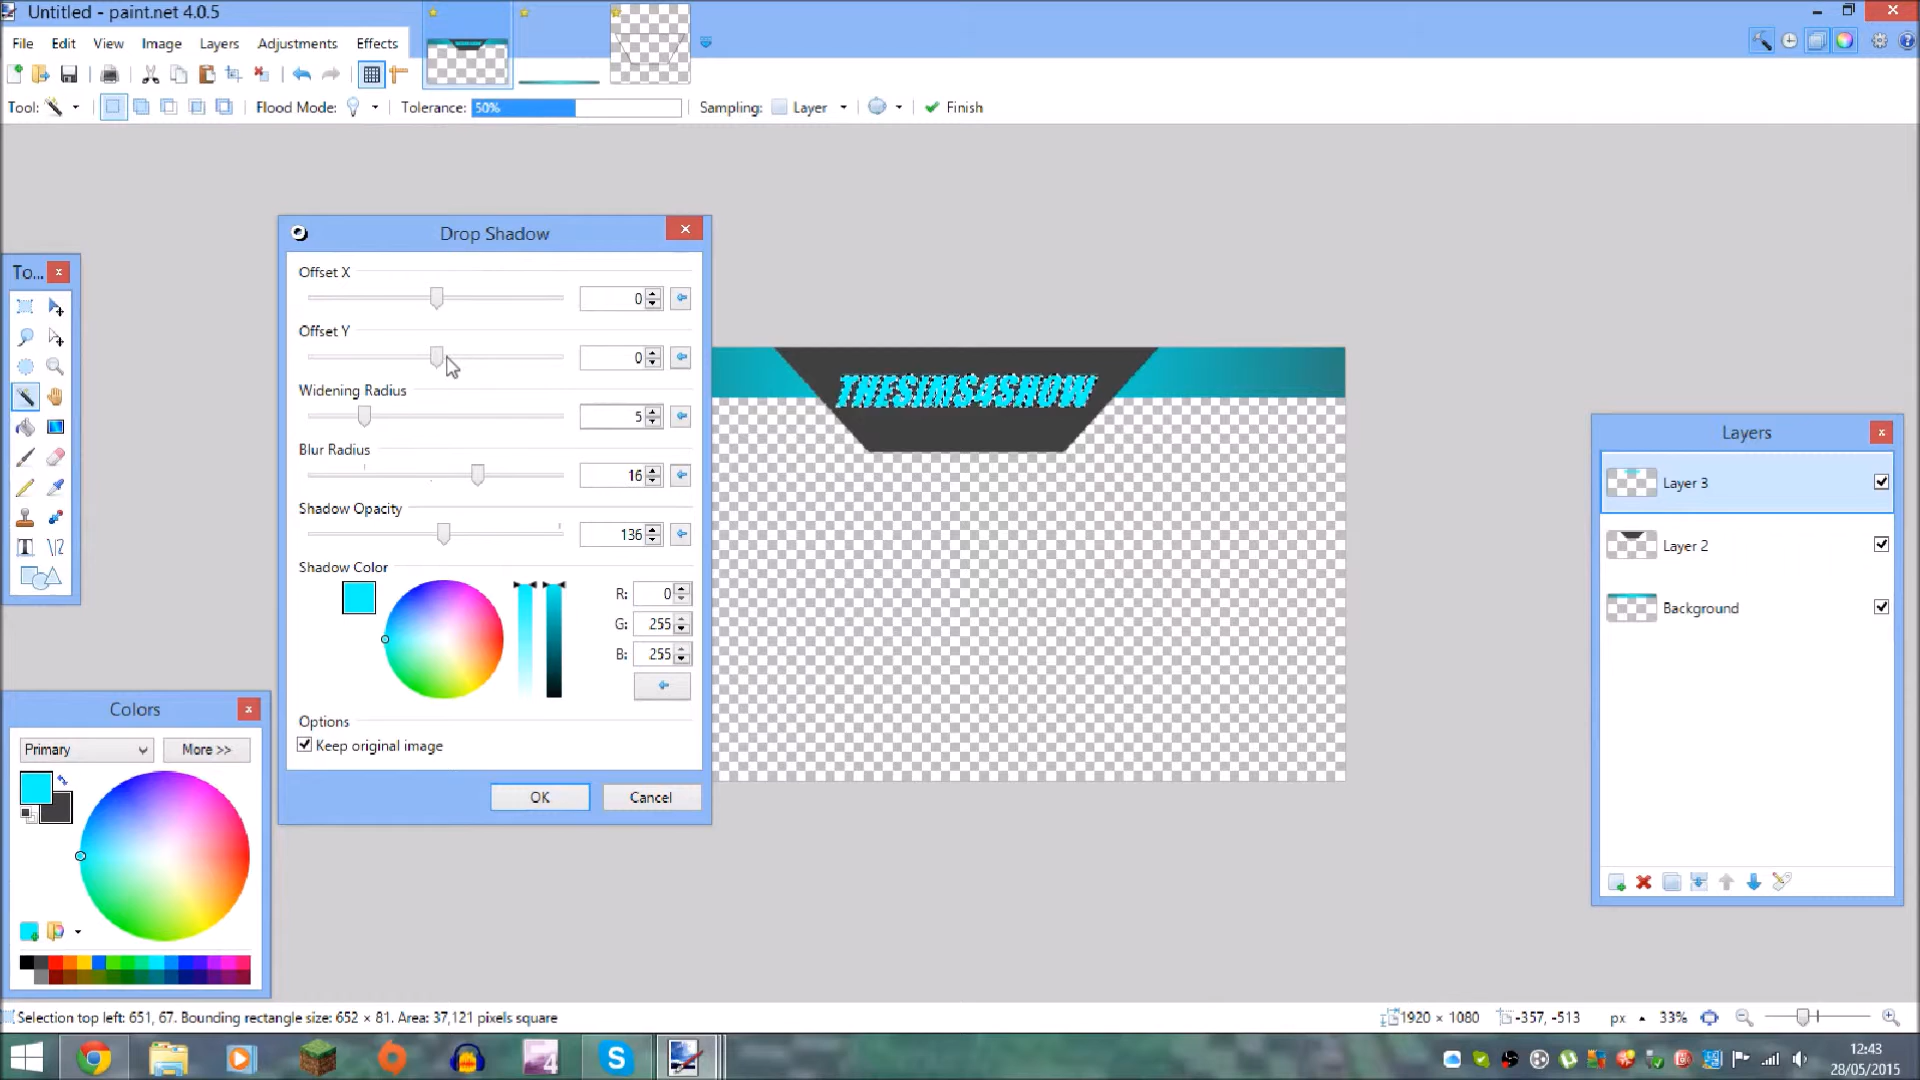 Untitled - paint.net 4.0.5
File Edit View Image Layers Adjustments Effects
Tool: Flood Mode: Tolerance: 50% Sampling: Layer Finish
Drop Shadow
Offset X
0
Offset Y
0
Widening Radius
5
Blur Radius
16
Shadow Opacity
136
Shadow Color
R: 0
G: 255
B: 255
Options
Keep original image
OK Cancel
THESIMS4SHOW
To...
Layers
Layer 3
Layer 2
Background
Colors
Primary More >>
Selection top left: 651, 67. Bounding rectangle size: 652 × 81. Area: 37,121 pixels square
1920 × 1080 -357, -513 px 33%
4
12:43
28/05/2015